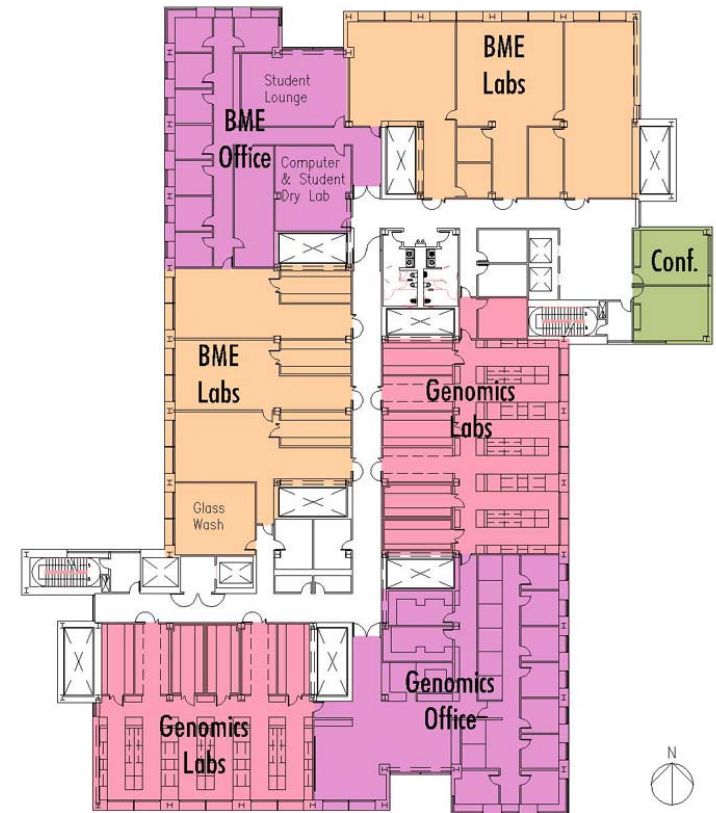 BME
Labs
Student
Lounge
BME
Office
Computer
& Student
Dry Lab
Conf.
BME
Labs
Genomics
Labs
Glass
Wash
Genomics
Office
Genomics
Labs
N